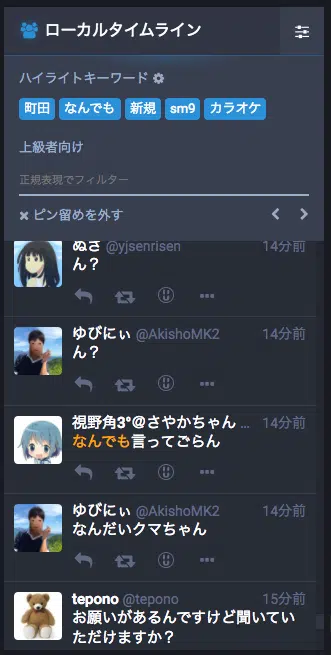 ローカルタイムライン
ハイライトキーワード
町田 なんでも 新規 sm9 カラオケ
上級者向け
正規表現でフィルター
ピン留めを外す
@yjsenrisen 14分前
ん？
ゆびにぃ @AkishoMK2 14分前
ん？
視野角3°＠さやかちゃん … 14分前
なんでも言ってごらん
ゆびにぃ @AkishoMK2 14分前
なんだいクマちゃん
tepono @tepono 15分前
お願いがあるんですけど聞いてい
ただけますか？